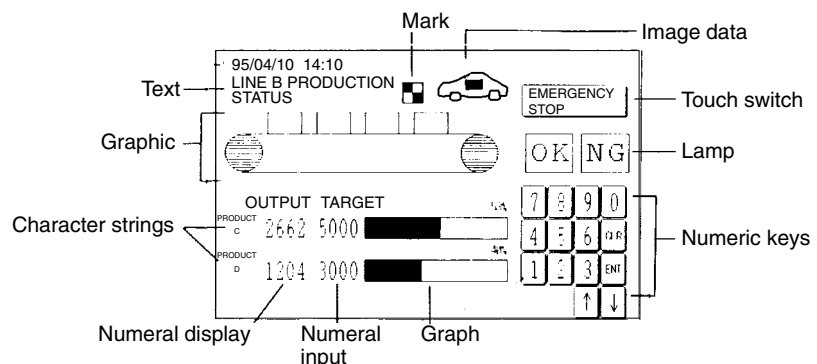 Mark
Image data
95/04/10 14:10
Text
LINE B PRODUCTION
STATUS
EMERGENCY
STOP
Touch switch
Graphic
OK NG
Lamp
OUTPUT TARGET
7 8 9 0
Character strings
PRODUCT
C
2662 5000
4 5 6 CLR
Numeric keys
PRODUCT
D
1204 3000
1 2 3 ENT
↑ ↓
Numeral display
Numeral
input
Graph